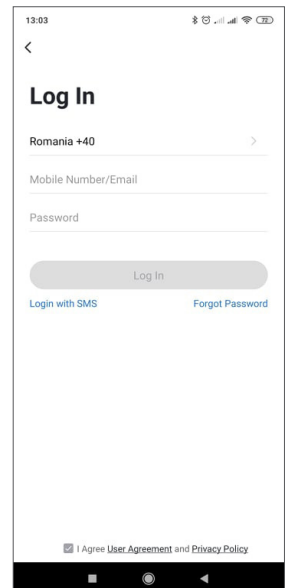 13:03
72
Log In
Romania +40
Mobile Number/Email
Password
Log In
Login with SMS Forgot Password
I Agree User Agreement and Privacy Policy